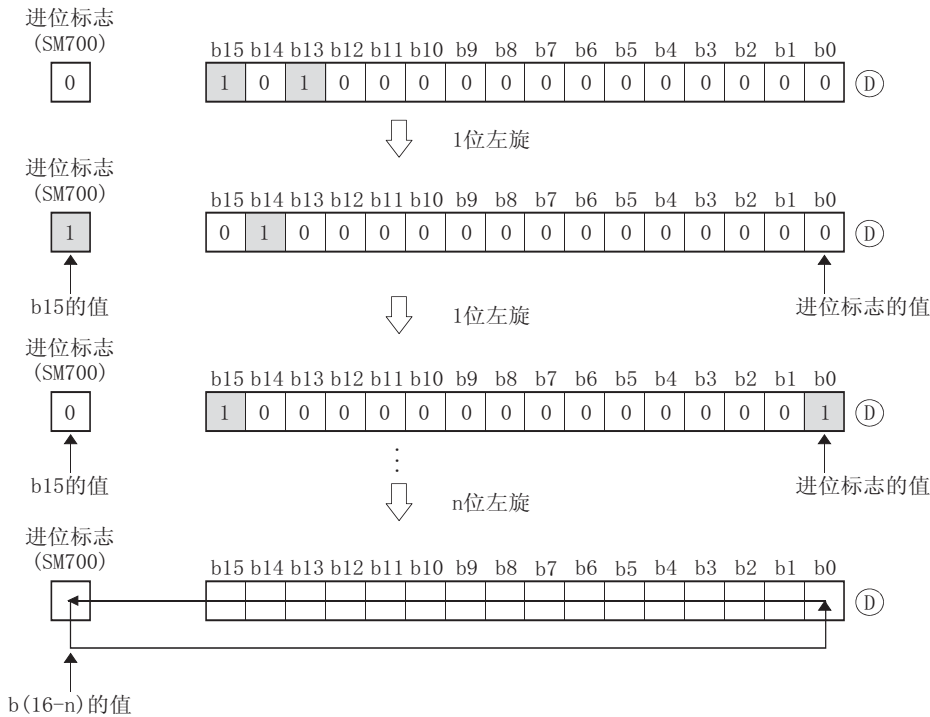 进位标志
(SM700)
b15 b14 b13 b12 b11 b10 b9 b8 b7 b6 b5 b4 b3 b2 b1 b0
0 1 0 1 0 0 0 0 0 0 0 0 0 0 0 0 0 D
1位左旋
进位标志
(SM700)
b15 b14 b13 b12 b11 b10 b9 b8 b7 b6 b5 b4 b3 b2 b1 b0
1 0 1 0 0 0 0 0 0 0 0 0 0 0 0 0 0 D
b15的值 进位标志的值
1位左旋
进位标志
(SM700)
b15 b14 b13 b12 b11 b10 b9 b8 b7 b6 b5 b4 b3 b2 b1 b0
0 1 0 0 0 0 0 0 0 0 0 0 0 0 0 0 1 D
b15的值 进位标志的值
n位左旋
进位标志
(SM700)
b15 b14 b13 b12 b11 b10 b9 b8 b7 b6 b5 b4 b3 b2 b1 b0
D
b(16-n)的值